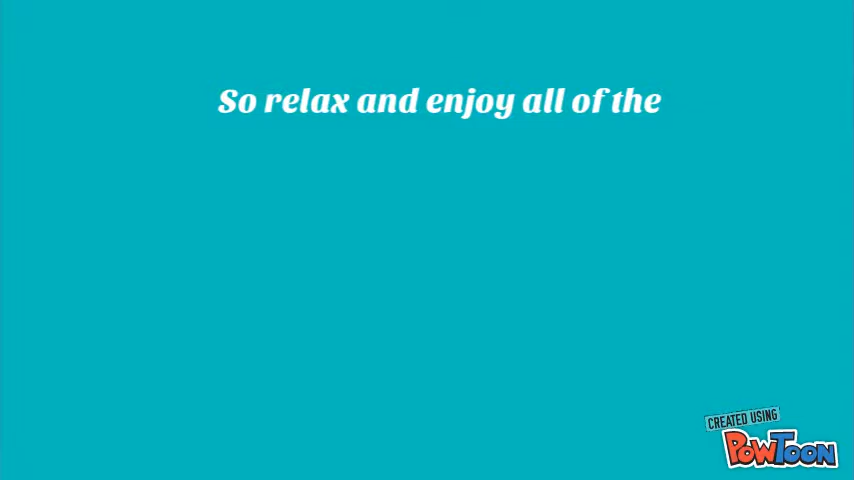 So relax and enjoy all of the
CREATED USING
POWTOON